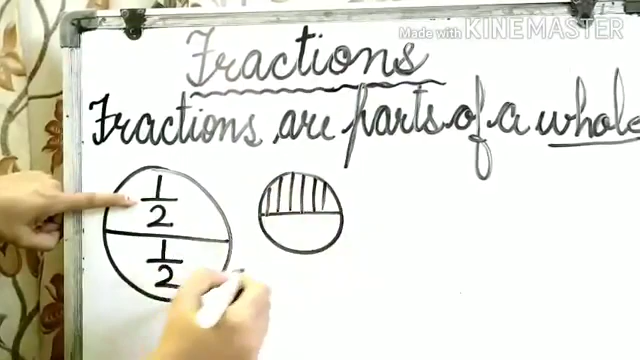 Made with KINEMASTER
Fractions
Fractions are parts of a whole
1/2
1/2